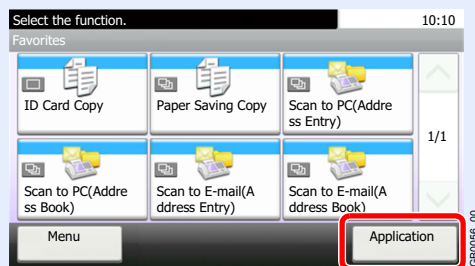 Select the function.
10:10
Favorites
ID Card Copy
Paper Saving Copy
Scan to PC(Addre
ss Entry)
1/1
Scan to PC(Addre
ss Book)
Scan to E-mail(A
ddress Entry)
Scan to E-mail(A
ddress Book)
Menu
Application